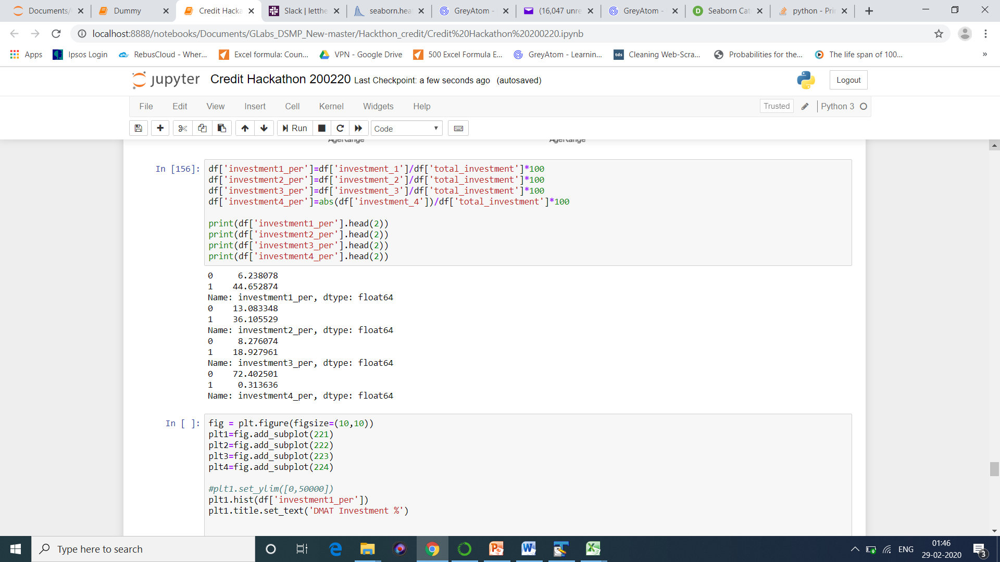 Documents/
Dummy
Credit Hacka
Slack | letthe
seaborn.hea
GreyAtom -
(16,047 unre
GreyAtom -
Seaborn Cat
python - Pri
localhost:8888/notebooks/Documents/GLabs_DSMP_New-master/Hackthon_credit/Credit%20Hackathon%20200220.ipynb
Apps
Ipsos Login
RebusCloud - Wher...
Excel formula: Coun...
VPN - Google Drive
500 Excel Formula E...
GreyAtom - Learnin...
tds
Cleaning Web-Scra...
Probabilities for the...
The life span of 100...
»
jupyter Credit Hackathon 200220 Last Checkpoint: a few seconds ago (autosaved)
Logout
File Edit View Insert Cell Kernel Widgets Help
Trusted
Python 3
Run
Code
AgeRange AgeRange
In [156]:
df['investment1_per']=df['investment_1']/df['total_investment']*100
df['investment2_per']=df['investment_2']/df['total_investment']*100
df['investment3_per']=df['investment_3']/df['total_investment']*100
df['investment4_per']=abs(df['investment_4'])/df['total_investment']*100
print(df['investment1_per'].head(2))
print(df['investment2_per'].head(2))
print(df['investment3_per'].head(2))
print(df['investment4_per'].head(2))
0     6.238078
1    44.652874
Name: investment1_per, dtype: float64
0    13.083348
1    36.105529
Name: investment2_per, dtype: float64
0     8.276074
1    18.927961
Name: investment3_per, dtype: float64
0    72.402501
1     0.313636
Name: investment4_per, dtype: float64
In [ ]:
fig = plt.figure(figsize=(10,10))
plt1=fig.add_subplot(221)
plt2=fig.add_subplot(222)
plt3=fig.add_subplot(223)
plt4=fig.add_subplot(224)
#plt1.set_ylim([0,50000])
plt1.hist(df['investment1_per'])
plt1.title.set_text('DMAT Investment %')
Type here to search
ENG
01:46
29-02-2020
3